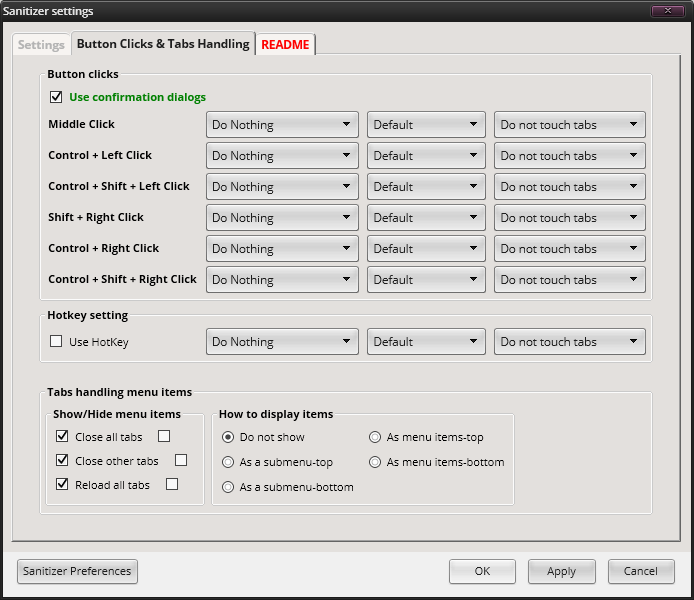 Sanitizer settings
Settings Button Clicks & Tabs Handling README
Button clicks
Use confirmation dialogs
Middle Click Do Nothing Default Do not touch tabs
Control + Left Click Do Nothing Default Do not touch tabs
Control + Shift + Left Click Do Nothing Default Do not touch tabs
Shift + Right Click Do Nothing Default Do not touch tabs
Control + Right Click Do Nothing Default Do not touch tabs
Control + Shift + Right Click Do Nothing Default Do not touch tabs
Hotkey setting
Use HotKey Do Nothing Default Do not touch tabs
Tabs handling menu items
Show/Hide menu items How to display items
Close all tabs Do not show As menu items-top
Close other tabs As a submenu-top As menu items-bottom
Reload all tabs As a submenu-bottom
Sanitizer Preferences OK Apply Cancel